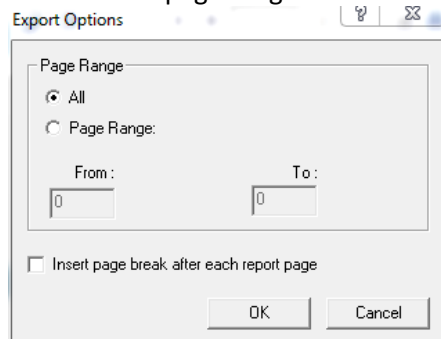 Export Options
Page Range
All
Page Range:
From :
To :
0
0
Insert page break after each report page
OK
Cancel